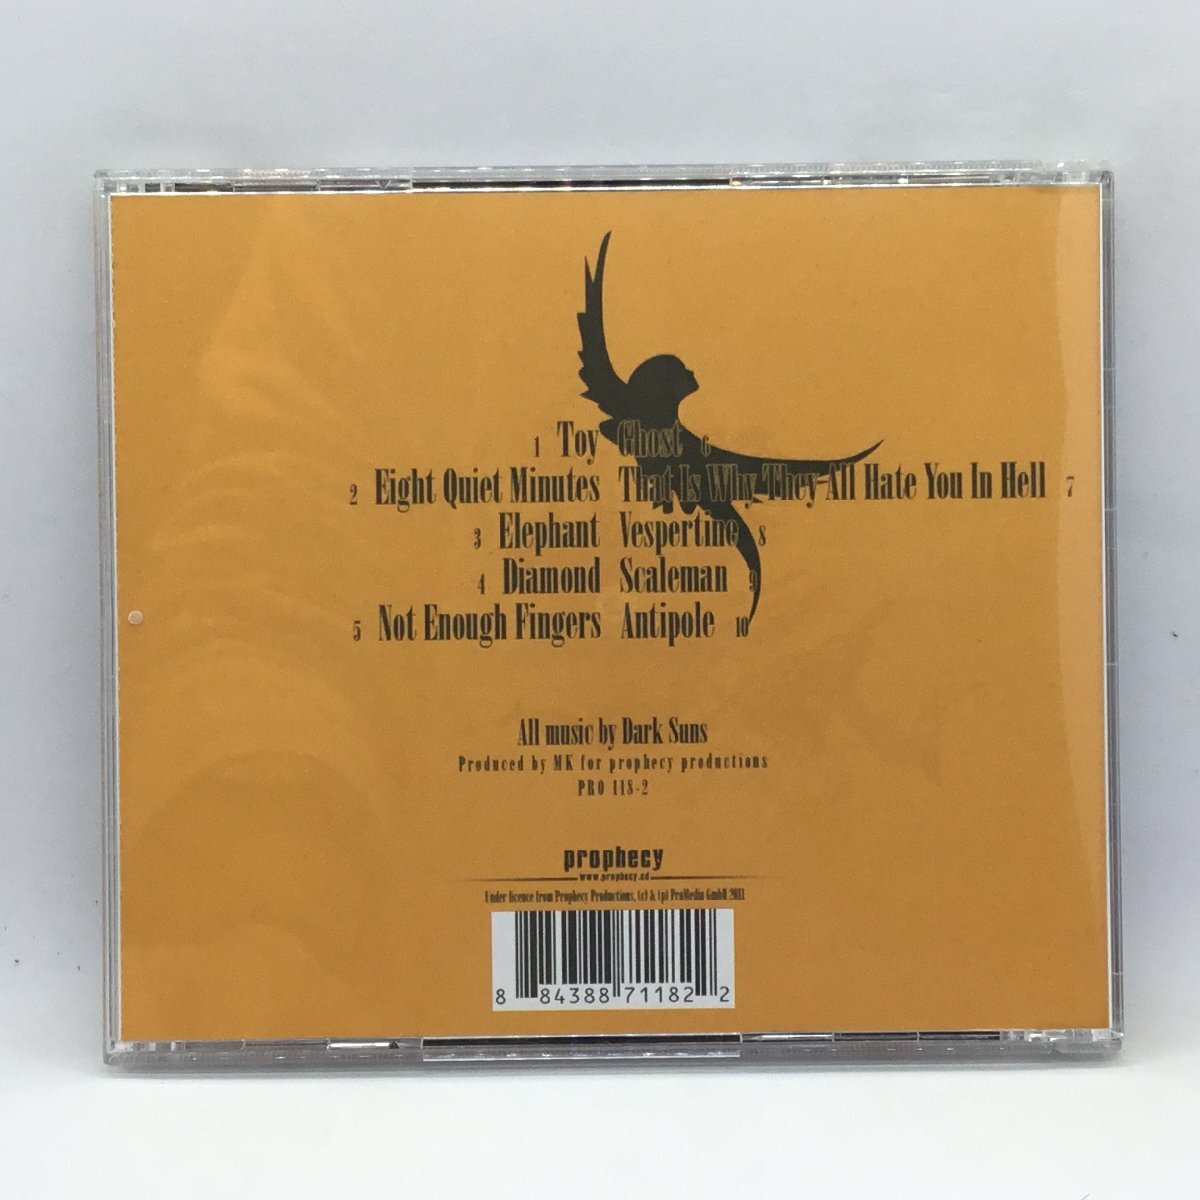 1 Toy Ghost 6
2 Eight Quiet Minutes That Is Why They All Hate You In Hell 7
3 Elephant Vespertine 8
4 Diamond Scaleman 9
5 Not Enough Fingers Antipole 10
All music by Dark Suns
Produced by MK for prophecy productions
PRO 118-2
prophecy
www.prophecy.cd
Under licence from Prophecy Productions, (c) & (p) ProMedia GmbH 2011
8 84388 71182 2